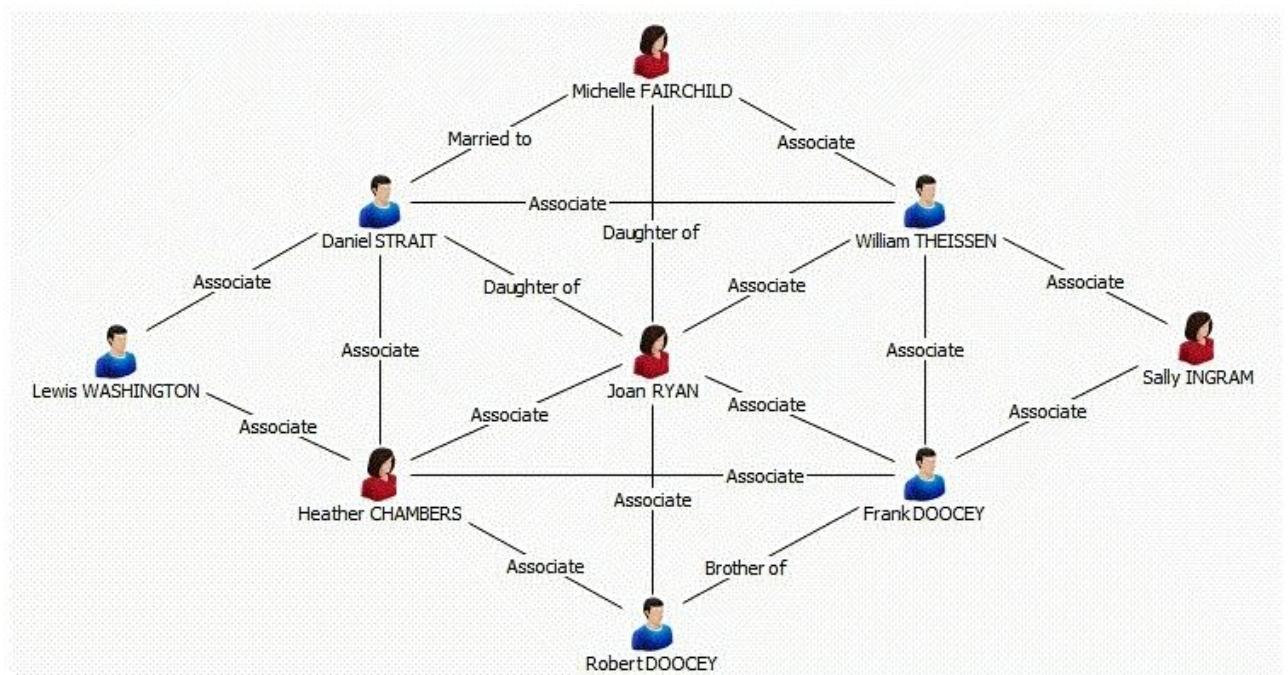 Michelle FAIRCHILD
Married to
Associate
Associate
Daughter of
Daniel STRAIT
William THEISSEN
Associate
Daughter of
Associate
Associate
Associate
Associate
Lewis WASHINGTON
Joan RYAN
Sally INGRAM
Associate
Associate
Associate
Associate
Associate
Associate
Heather CHAMBERS
Frank DOOCEY
Associate
Brother of
Robert DOOCEY